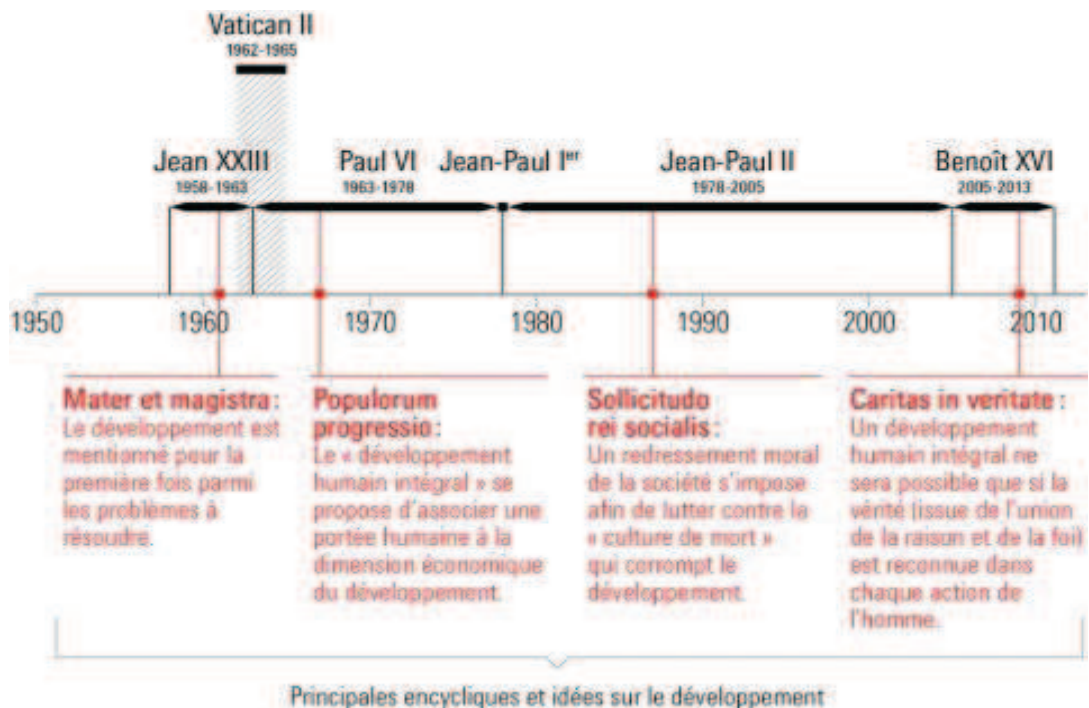 Vatican II
1962-1965
Jean XXIII
1958-1963
Paul VI
1963-1978
Jean-Paul Iᵉʳ
Jean-Paul II
1978-2005
Benoît XVI
2005-2013
1950
1960
1970
1980
1990
2000
2010
Mater et magistra :
Le développement est
mentionné pour la
première fois parmi
les problèmes à
résoudre.
Populorum
progressio :
Le « développement
humain intégral » se
propose d'associer une
portée humaine à la
dimension économique
du développement.
Sollicitudo
rei socialis :
Un redressement moral
de la société s'impose
afin de lutter contre la
« culture de mort »
qui corrompt le
développement.
Caritas in veritate :
Un développement
humain intégral ne
sera possible que si la
vérité (issue de l'union
de la raison et de la foi)
est reconnue dans
chaque action de
l'homme.
Principales encycliques et idées sur le développement